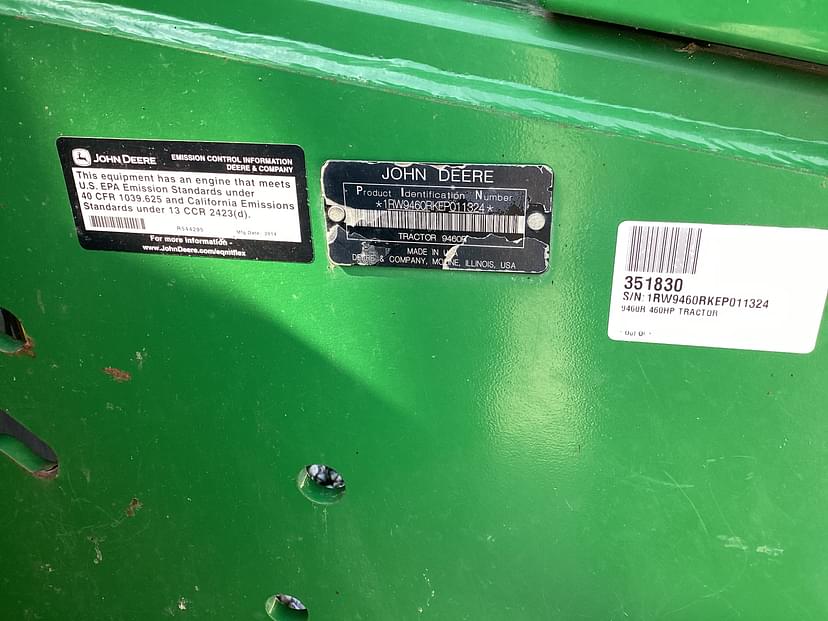 JOHN DEERE
EMISSION CONTROL INFORMATION
DEERE & COMPANY
This equipment has an engine that meets
U.S. EPA Emission Standards under
40 CFR 1039.625 and California Emissions
Standards under 13 CCR 2423(d).
R544295
Mfg Date: 2014
For more information -
www.JohnDeere.com/eqmtflex
JOHN DEERE
Product Identification Number
*1RW9460RKEP011324*
TRACTOR 9460R
MADE IN
DEERE & COMPANY, MOLINE, ILLINOIS, USA
351830
S/N:1RW9460RKEP011324
9460R 460HP TRACTOR